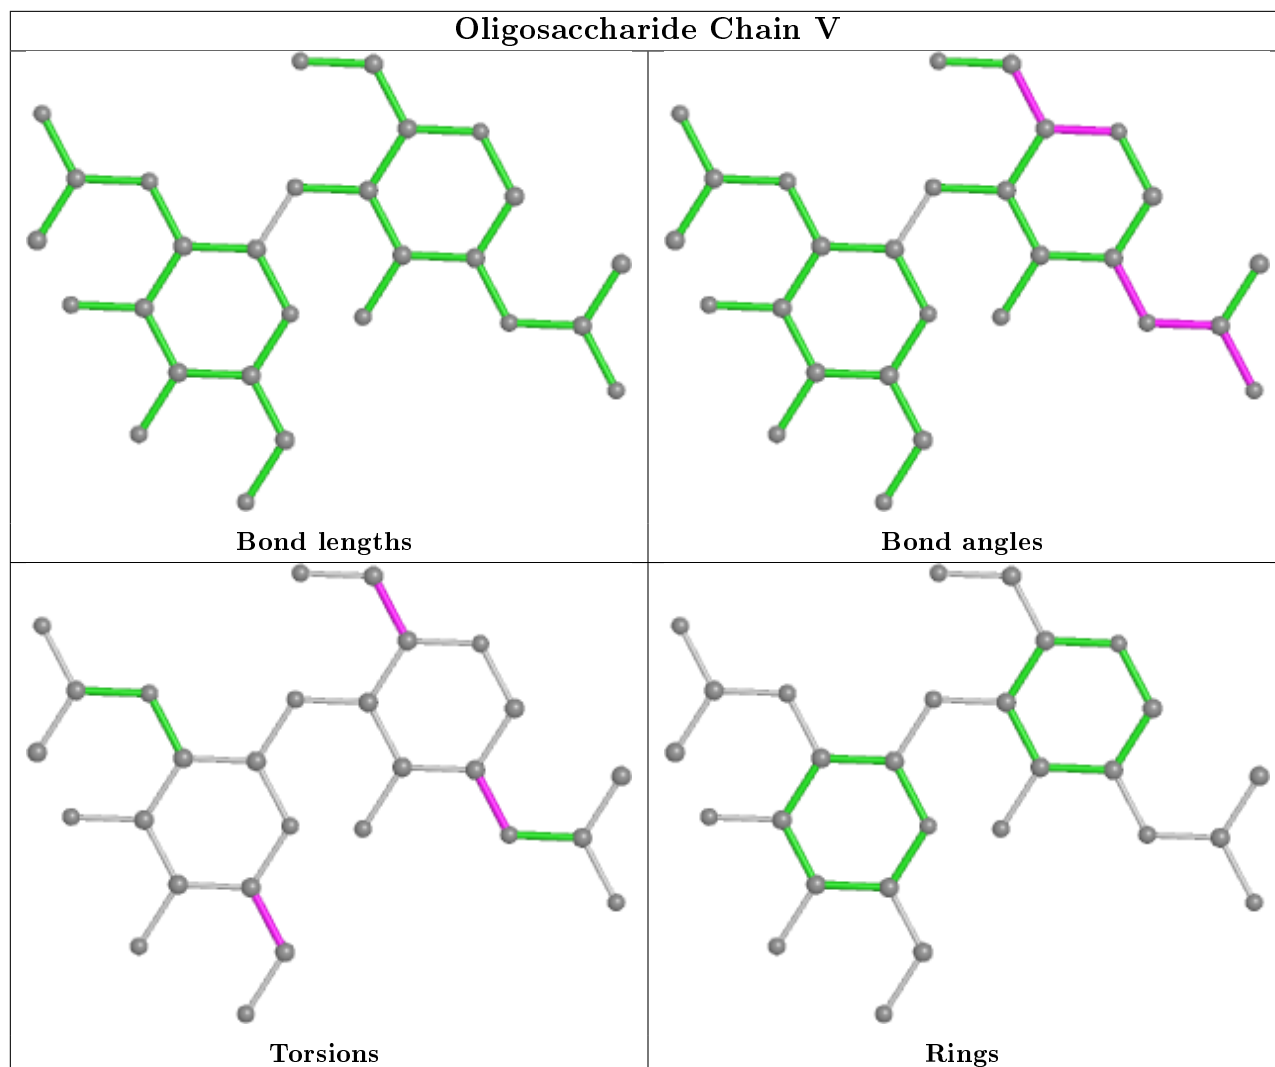 Oligosaccharide Chain V
Bond lengths
Bond angles
Torsions
Rings